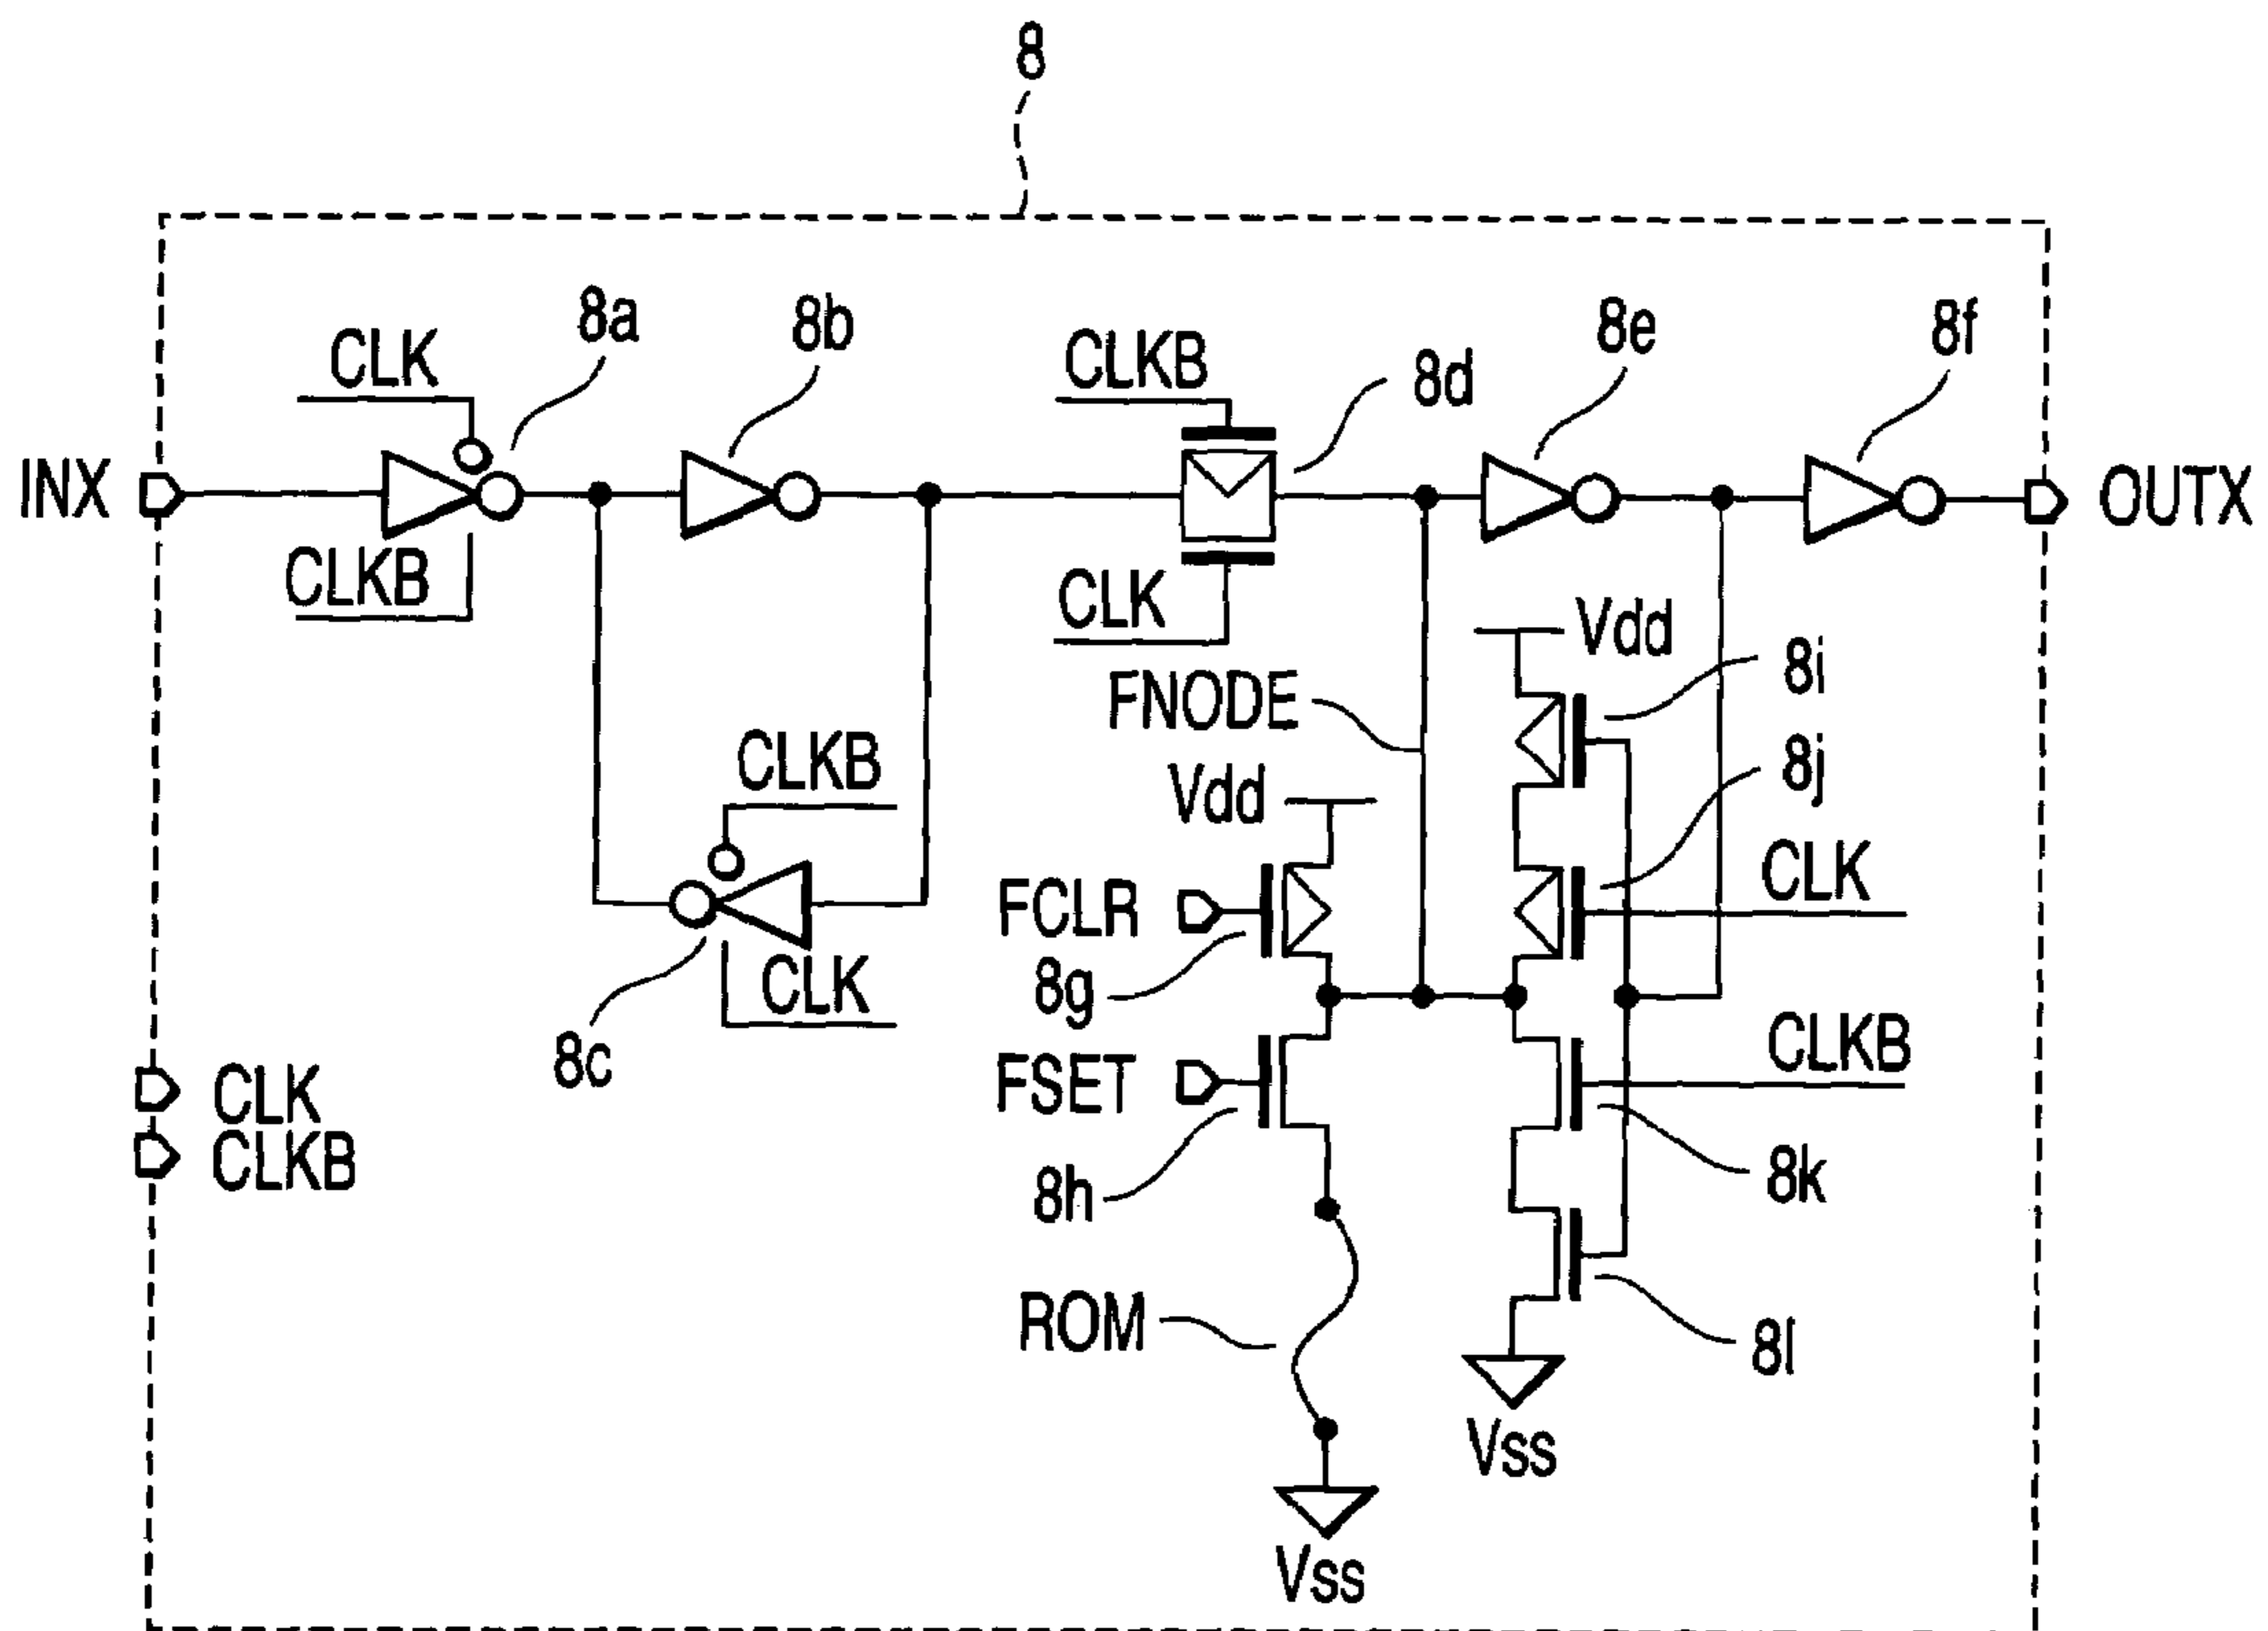 8
8a
8b
8e
8f
CLK
CLKB
8d
INX
OUTX
CLKB
CLK
Vdd
8i
FNODE
8j
CLKB
Vdd
CLK
FCLR
CLK
8g
8c
FSET
CLKB
CLK
CLKB
8h
8k
ROM
8l
Vss
Vss